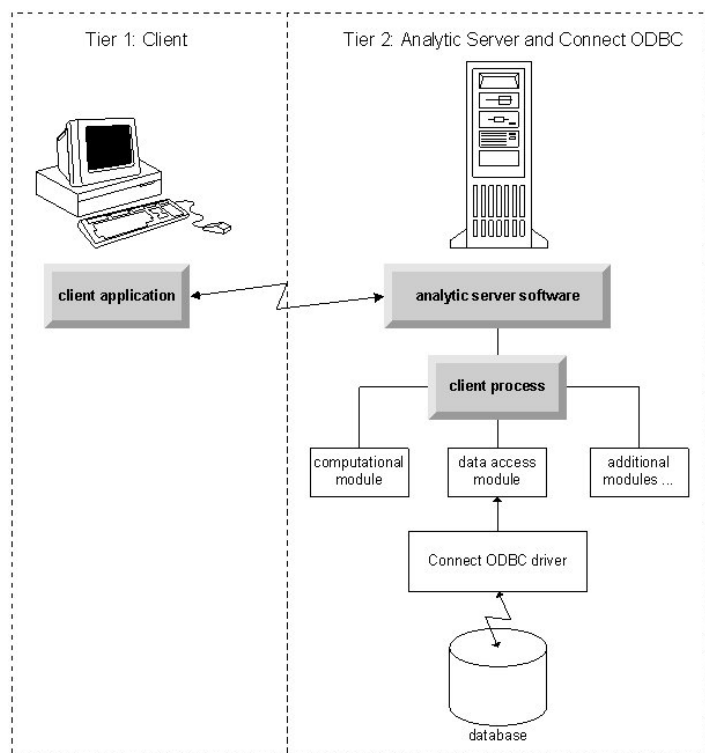 Tier 1: Client
Tier 2: Analytic Server and Connect ODBC
client application
analytic server software
client process
computational
module
data access
module
additional
modules ...
Connect ODBC driver
database